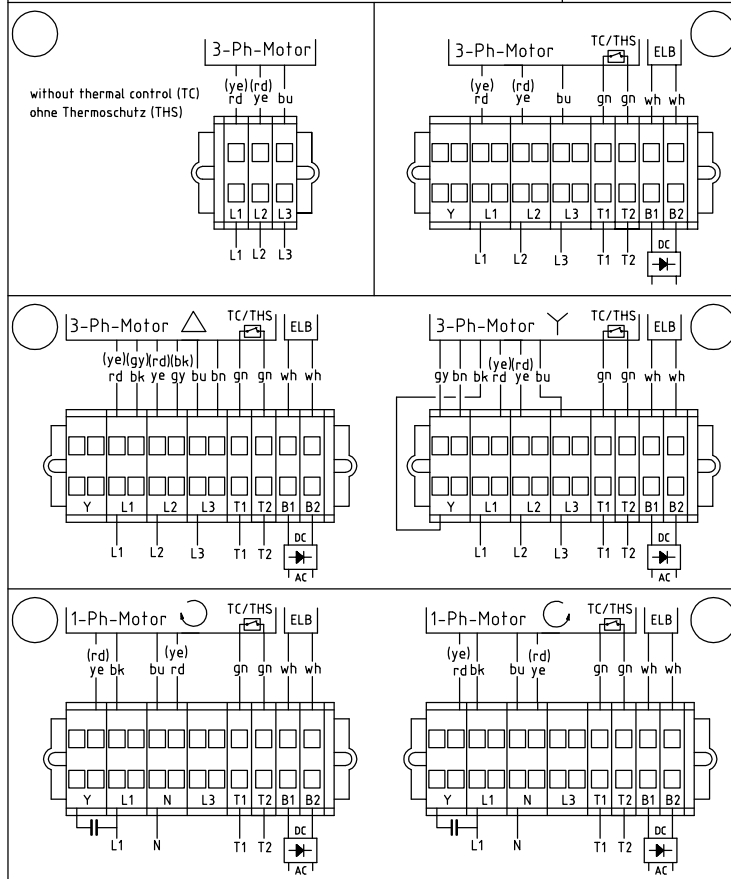 3-Ph-Motor
without thermal control (TC)
ohne Thermoschutz (THS)
(ye) (rd)
rd ye bu
L1 L2 L3
L1 L2 L3
3-Ph-Motor TC/THS ELB
(ye) (rd)
rd ye bu gn gn wh wh
Y L1 L2 L3 T1 T2 B1 B2
L1 L2 L3 T1 T2 DC
3-Ph-Motor TC/THS ELB
(ye)(gy)(rd)(bk)
rd bk ye gy bu bn gn gn wh wh
Y L1 L2 L3 T1 T2 B1 B2
L1 L2 L3 T1 T2 DC
AC
3-Ph-Motor TC/THS ELB
(ye)(rd)
gy bn bk rd ye bu gn gn wh wh
Y L1 L2 L3 T1 T2 B1 B2
L1 L2 L3 T1 T2 DC
AC
1-Ph-Motor TC/THS ELB
(rd) (ye)
ye bk bu rd gn gn wh wh
Y L1 N L3 T1 T2 B1 B2
L1 N T1 T2 DC
AC
1-Ph-Motor TC/THS ELB
(ye) (rd)
rd bk bu ye gn gn wh wh
Y L1 N L3 T1 T2 B1 B2
L1 N T1 T2 DC
AC